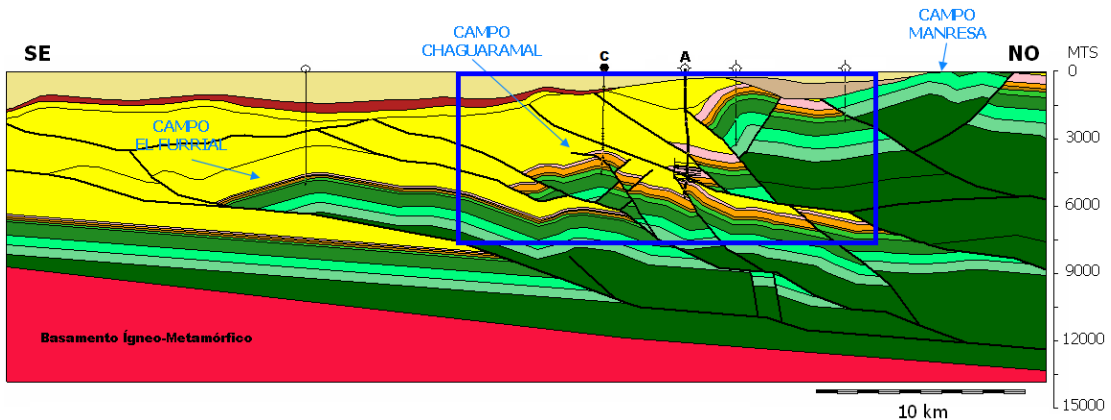 CAMPO
MANRESA
SE
CAMPO
CHAGUARAMAL
C
A
NO
MTS
0
CAMPO
EL FURRIAL
3000
6000
9000
12000
15000
Basamento Ígneo-Metamórfico
10 km